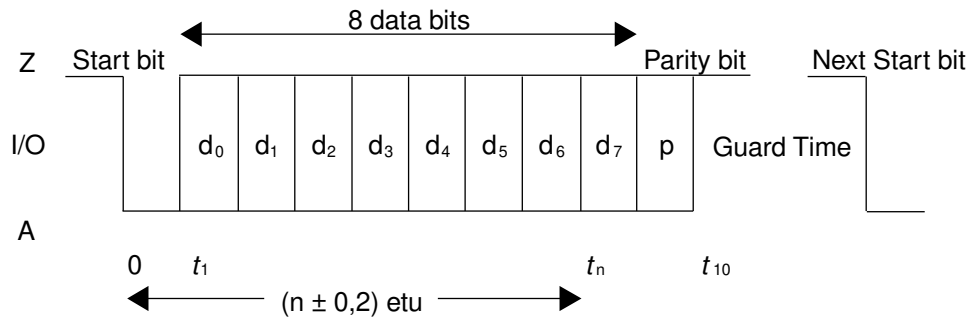 8 data bits
Z Start bit Parity bit Next Start bit
I/O d0 d1 d2 d3 d4 d5 d6 d7 p Guard Time
A
0 t1 tn t10
(n ± 0,2) etu